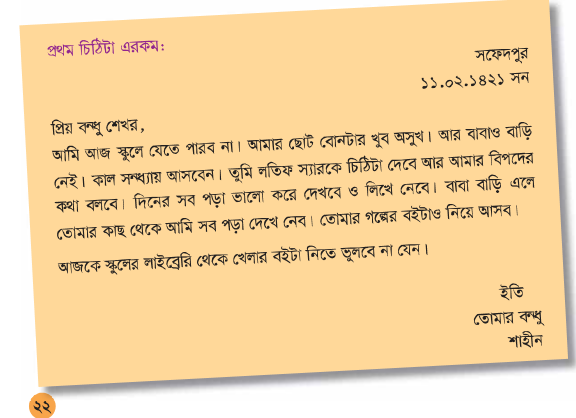 প্রথম চিঠিটা এরকম:
সফেদপুর
১১.০২.১৪২১ সন
প্রিয় বন্ধু শেখর,
আমি আজ স্কুলে যেতে পারব না। আমার ছোট বোনটার খুব অসুখ। আর বাবাও বাড়ি
নেই। কাল সন্ধ্যায় আসবেন। তুমি লতিফ স্যারকে চিঠিটা দেবে আর আমার বিপদের
কথা বলবে। দিনের সব পড়া ভালো করে দেখবে ও লিখে নেবে। বাবা বাড়ি এলে
তোমার কাছ থেকে আমি সব পড়া দেখে নেব। তোমার গল্পের বইটাও নিয়ে আসব।
আজকে স্কুলের লাইব্রেরি থেকে খেলার বইটা নিতে ভুলবে না যেন।
ইতি
তোমার বন্ধু
শাহীন
২২